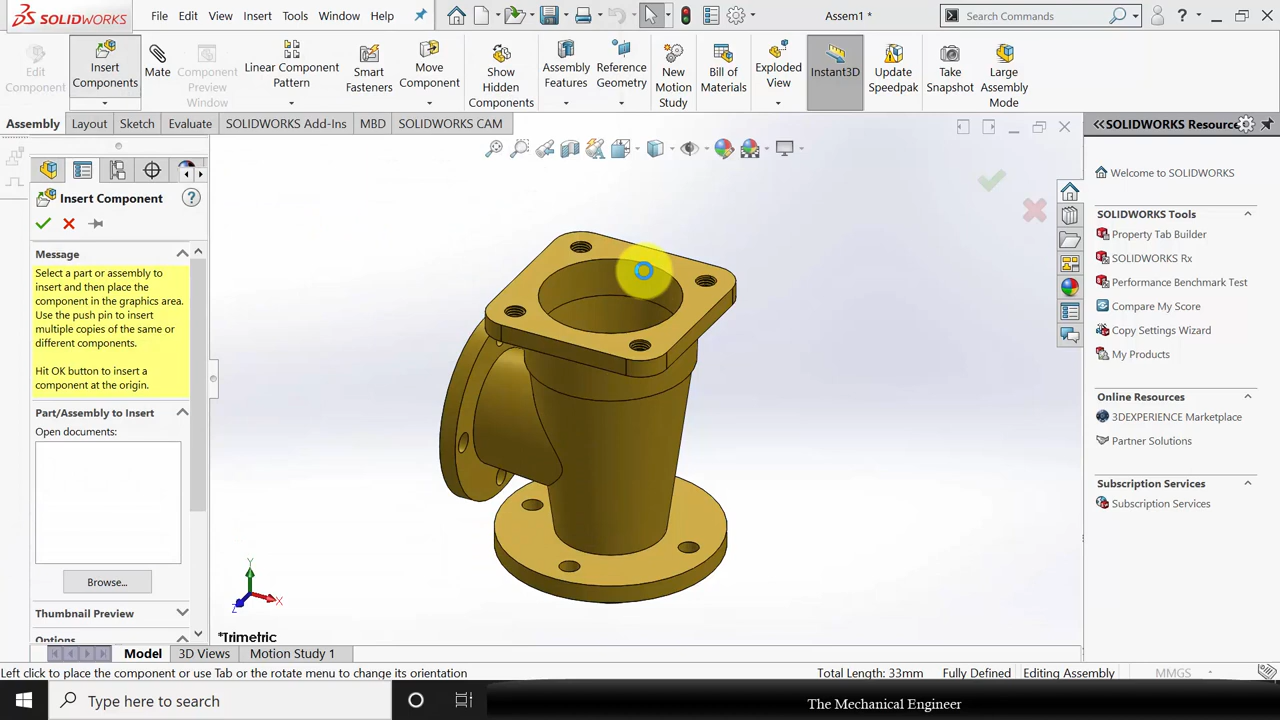 SOLIDWORKS File Edit View Insert Tools Window Help Assem1 * Search Commands ?
Edit Component
Insert Components
Mate
Component Preview Window
Linear Component Pattern
Smart Fasteners
Move Component
Show Hidden Components
Assembly Features
Reference Geometry
New Motion Study
Bill of Materials
Exploded View
Instant3D
Update Speedpak
Take Snapshot
Large Assembly Mode
Assembly Layout Sketch Evaluate SOLIDWORKS Add-Ins MBD SOLIDWORKS CAM
Insert Component
Message
Select a part or assembly to
insert and then place the
component in the graphics area.
Use the push pin to insert
multiple copies of the same or
different components.
Hit OK button to insert a
component at the origin.
Part/Assembly to Insert
Open documents:
Browse...
Thumbnail Preview
Options
Y
X
Z
*Trimetric
SOLIDWORKS Resource
Welcome to SOLIDWORKS
SOLIDWORKS Tools
Property Tab Builder
SOLIDWORKS Rx
Performance Benchmark Test
Compare My Score
Copy Settings Wizard
My Products
Online Resources
3DEXPERIENCE Marketplace
Partner Solutions
Subscription Services
Subscription Services
Model 3D Views Motion Study 1
Left click to place the component or use Tab or the rotate menu to change its orientation Total Length: 33mm Fully Defined Editing Assembly MMGS
Type here to search
The Mechanical Engineer